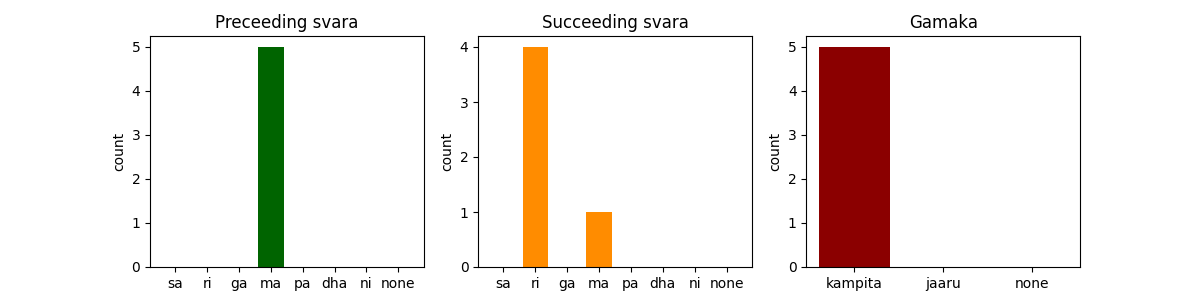 Preceeding svara
count
5
4
3
2
1
0
sa ri ga ma pa dha ni none
Succeeding svara
count
4
3
2
1
0
sa ri ga ma pa dha ni none
Gamaka
count
5
4
3
2
1
0
kampita jaaru none